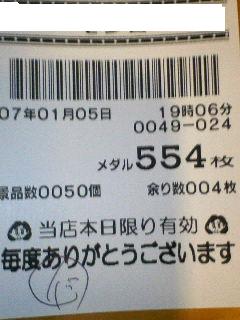 07年01月05日 19時06分
0049-024
メダル 554枚
景品数0050個 余り数004枚
当店本日限り有効
毎度ありがとうございます